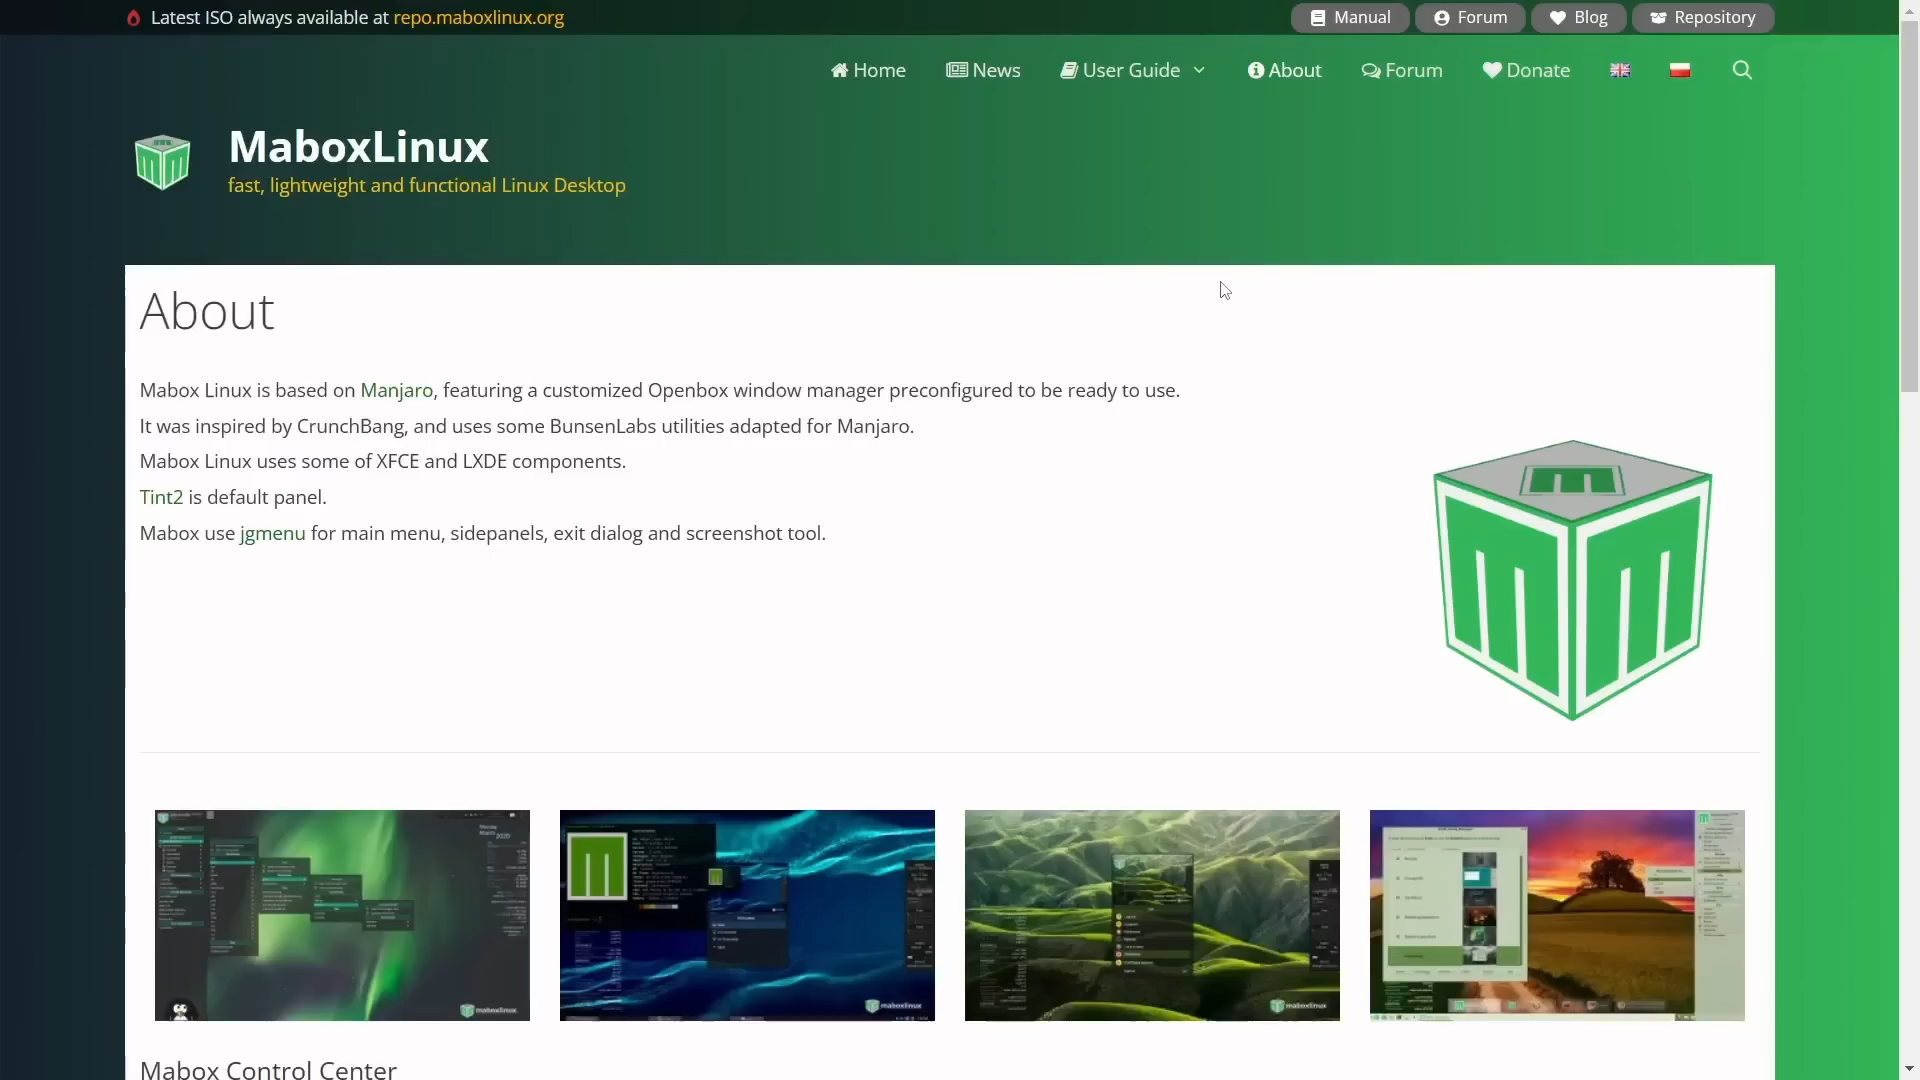 Latest ISO always available at repo.maboxlinux.org
Manual Forum Blog Repository
Home News User Guide About Forum Donate
MaboxLinux
fast, lightweight and functional Linux Desktop
About
Mabox Linux is based on Manjaro, featuring a customized Openbox window manager preconfigured to be ready to use.
It was inspired by CrunchBang, and uses some BunsenLabs utilities adapted for Manjaro.
Mabox Linux uses some of XFCE and LXDE components.
Tint2 is default panel.
Mabox use jgmenu for main menu, sidepanels, exit dialog and screenshot tool.
maboxlinux
maboxlinux
maboxlinux
Mabox Control Center